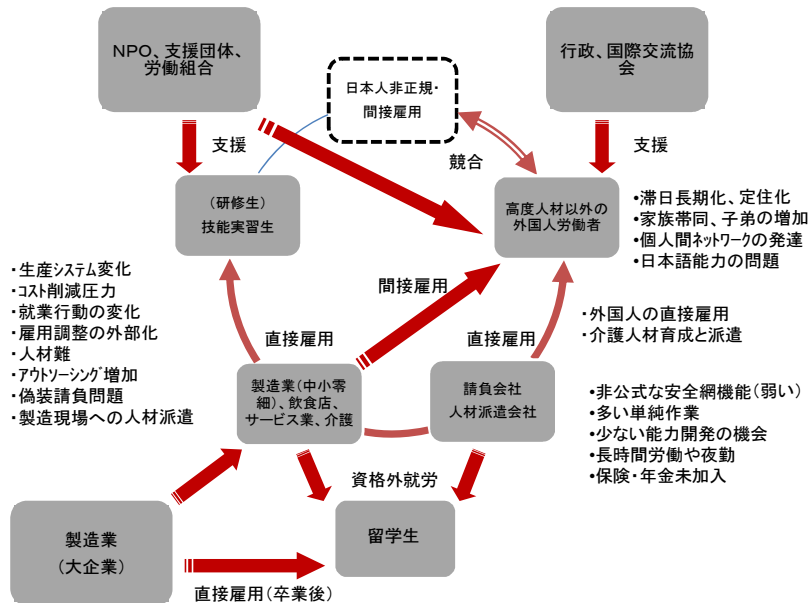 NPO、支援団体、
労働組合
行政、国際交流協
会
日本人非正規・
間接雇用
支援
競合
支援
(研修生)
技能実習生
高度人材以外の
外国人労働者
•滞日長期化、定住化
•家族帯同、子弟の増加
•個人間ネットワークの発達
•日本語能力の問題
・生産システム変化
・コスト削減圧力
・就業行動の変化
・雇用調整の外部化
・人材難
・アウトソーシング増加
・偽装請負問題
・製造現場への人材派遣
間接雇用
直接雇用
直接雇用
・外国人の直接雇用
・介護人材育成と派遣
製造業(中小零
細)、飲食店、
サービス業、介護
請負会社
人材派遣会社
•非公式な安全網機能(弱い)
•多い単純作業
•少ない能力開発の機会
•長時間労働や夜勤
•保険・年金未加入
資格外就労
製造業
(大企業)
留学生
直接雇用(卒業後)